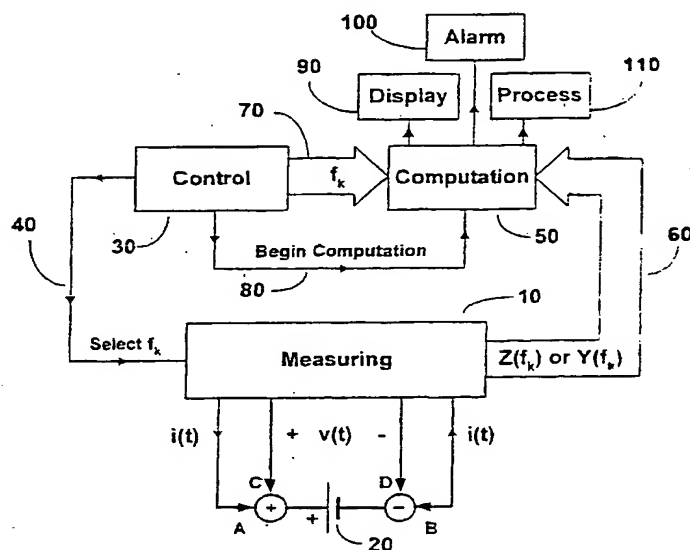 100
Alarm
90
110
Display
Process
70
Control
f_k
Computation
40
30
50
60
Begin Computation
80
10
Select f_k
Measuring
Z(f_k) or Y(f_k)
i(t)
+ v(t) -
i(t)
C
D
+
+
-
A
B
20